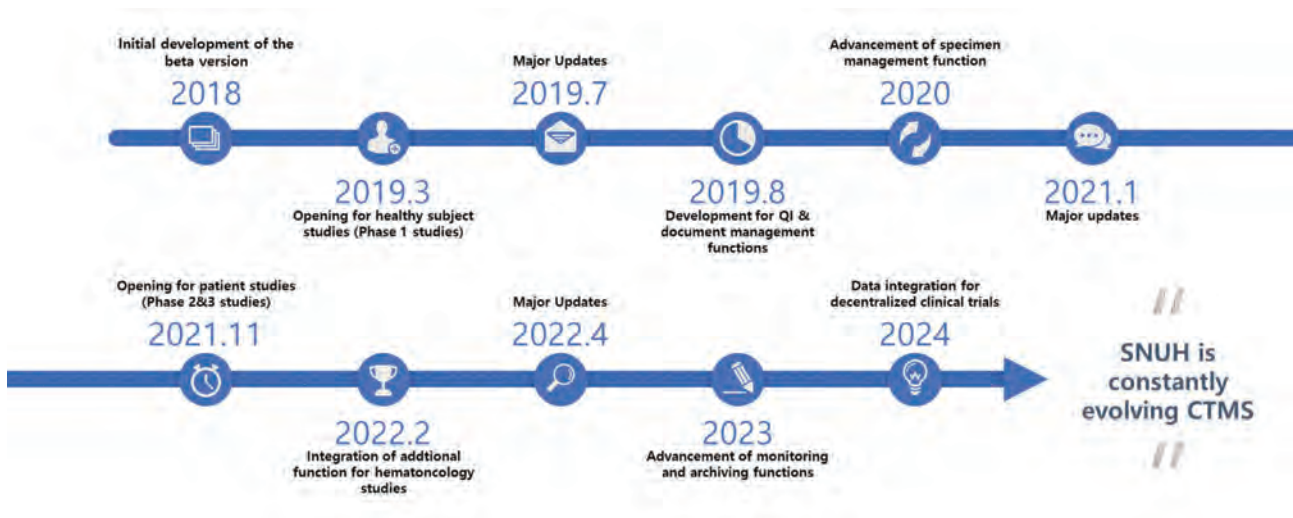 Initial development of the
beta version
2018
2019.3
Opening for healthy subject
studies (Phase 1 studies)
Major Updates
2019.7
2019.8
Development for QI &
document management
functions
Advancement of specimen
management function
2020
2021.1
Major updates
Opening for patient studies
(Phase 2&3 studies)
2021.11
2022.2
Integration of addtional
function for hematoncology
studies
Major Updates
2022.4
2023
Advancement of monitoring
and archiving functions
Data integration for
decentralized clinical trials
2024
"
SNUH is
constantly
evolving CTMS
"